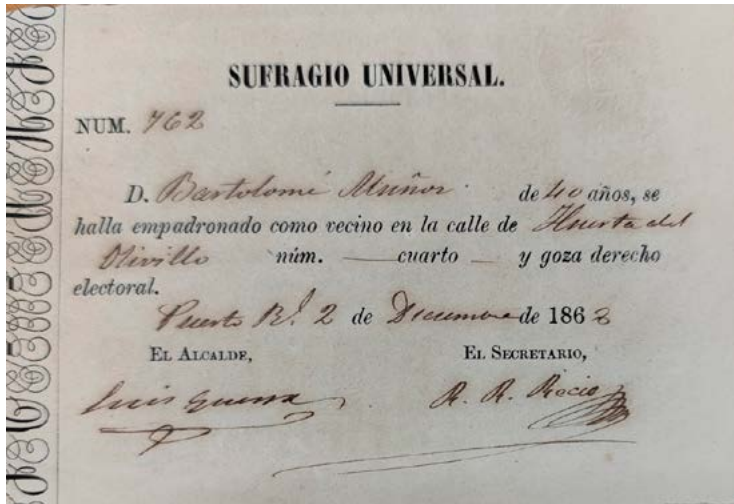 SUFRAGIO UNIVERSAL.
NUM. 762
D. Bartolomé Muñoz de 40 años, se
halla empadronado como vecino en la calle de Huerta del
Olivillo núm. — cuarto — y goza derecho
electoral.
Puerto Rl. 2 de Diciembre de 1868
EL ALCALDE, EL SECRETARIO,
Luis Guerra R. R. Rocio